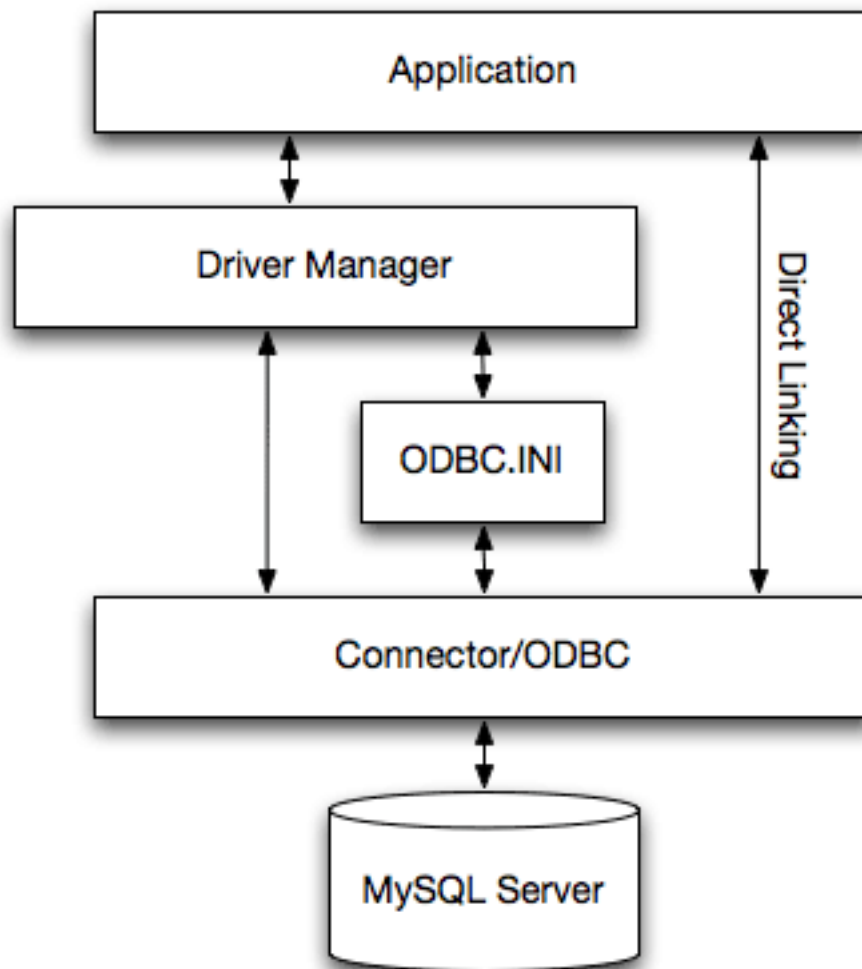 Application
Driver Manager
Direct Linking
ODBC.INI
Connector/ODBC
MySQL Server